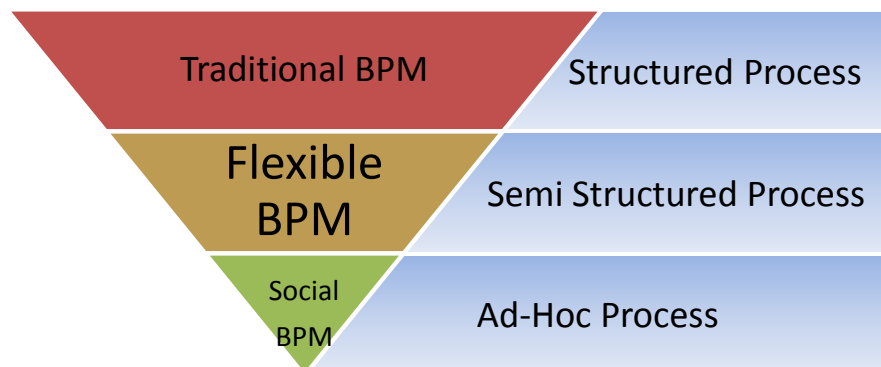 Traditional BPM
Structured Process
Flexible
BPM
Semi Structured Process
Social
BPM
Ad-Hoc Process